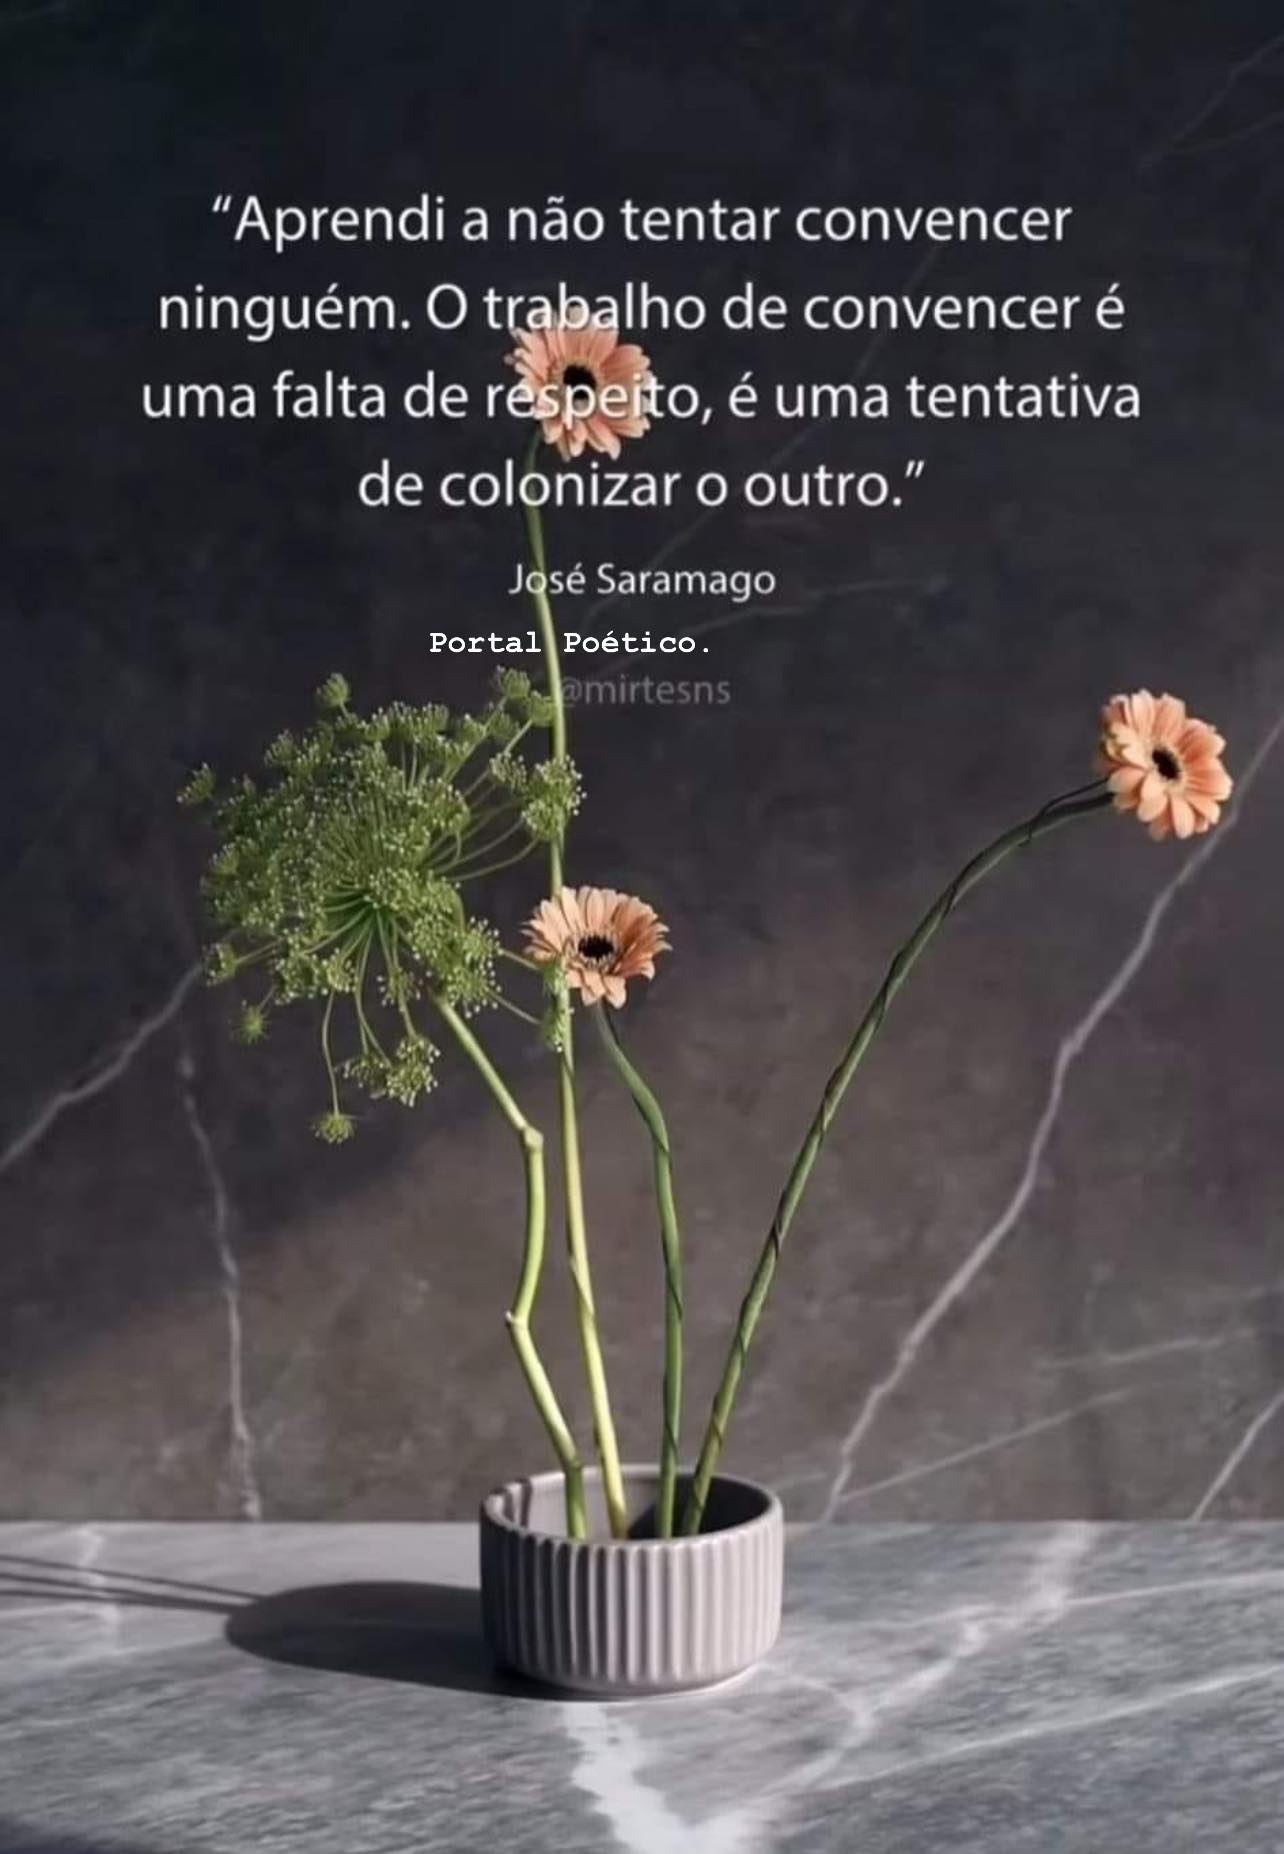 “Aprendi a não tentar convencer
ninguém. O trabalho de convencer é
uma falta de respeito, é uma tentativa
de colonizar o outro.”
José Saramago
Portal Poético.
@mirtesns